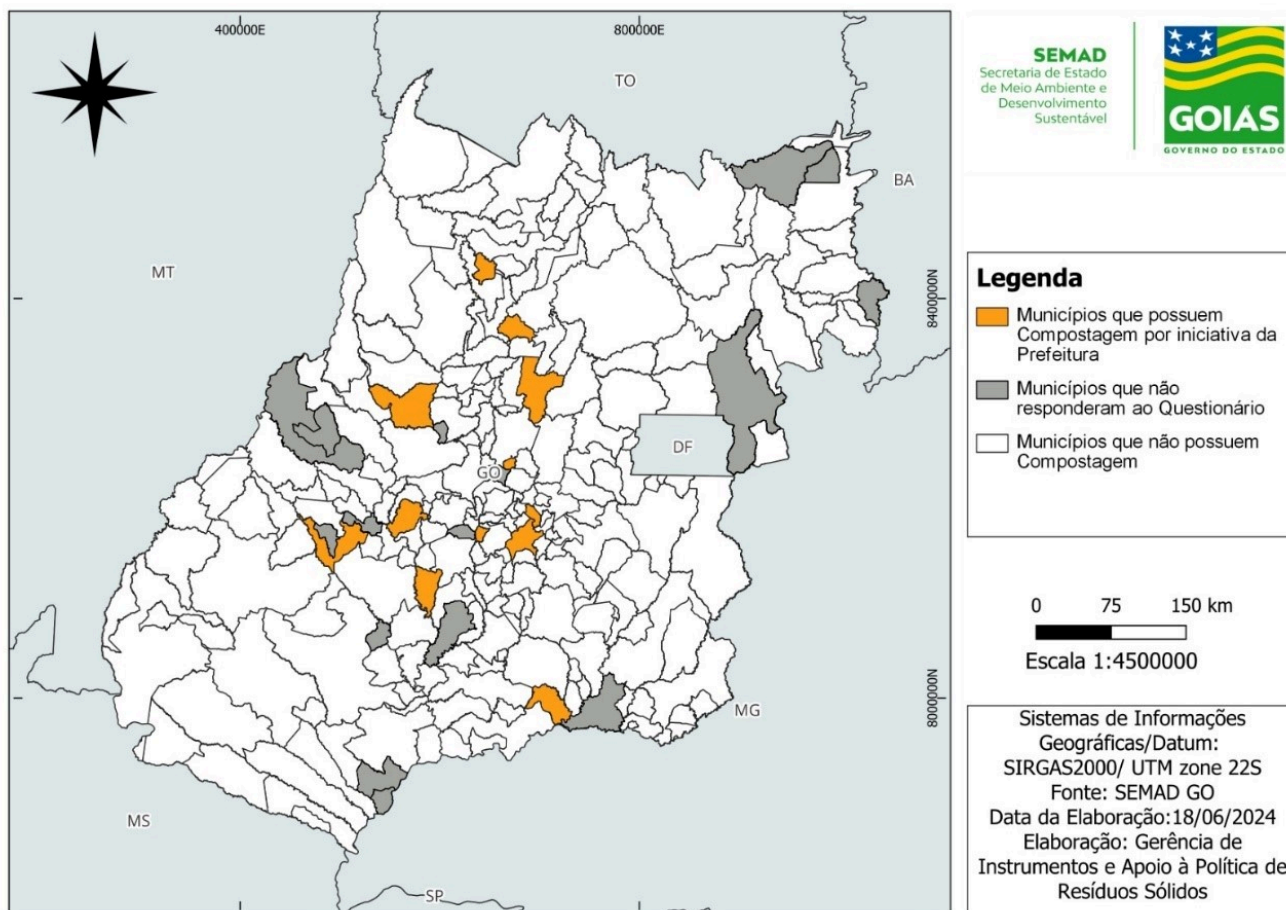 400000E
800000E
TO
BA
MT
8400000N
GO
DF
8000000N
MG
MS
SP
SEMAD
Secretaria de Estado
de Meio Ambiente e
Desenvolvimento
Sustentável
GOIÁS
GOVERNO DO ESTADO
Legenda
Municípios que possuem
Compostagem por iniciativa da
Prefeitura
Municípios que não
responderam ao Questionário
Municípios que não possuem
Compostagem
0 75 150 km
Escala 1:4500000
Sistemas de Informações
Geográficas/Datum:
SIRGAS2000/ UTM zone 22S
Fonte: SEMAD GO
Data da Elaboração:18/06/2024
Elaboração: Gerência de
Instrumentos e Apoio à Política de
Resíduos Sólidos